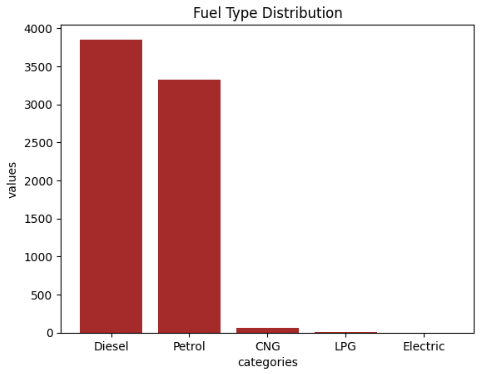 Fuel Type Distribution
values
4000
3500
3000
2500
2000
1500
1000
500
0
Diesel Petrol CNG LPG Electric
categories